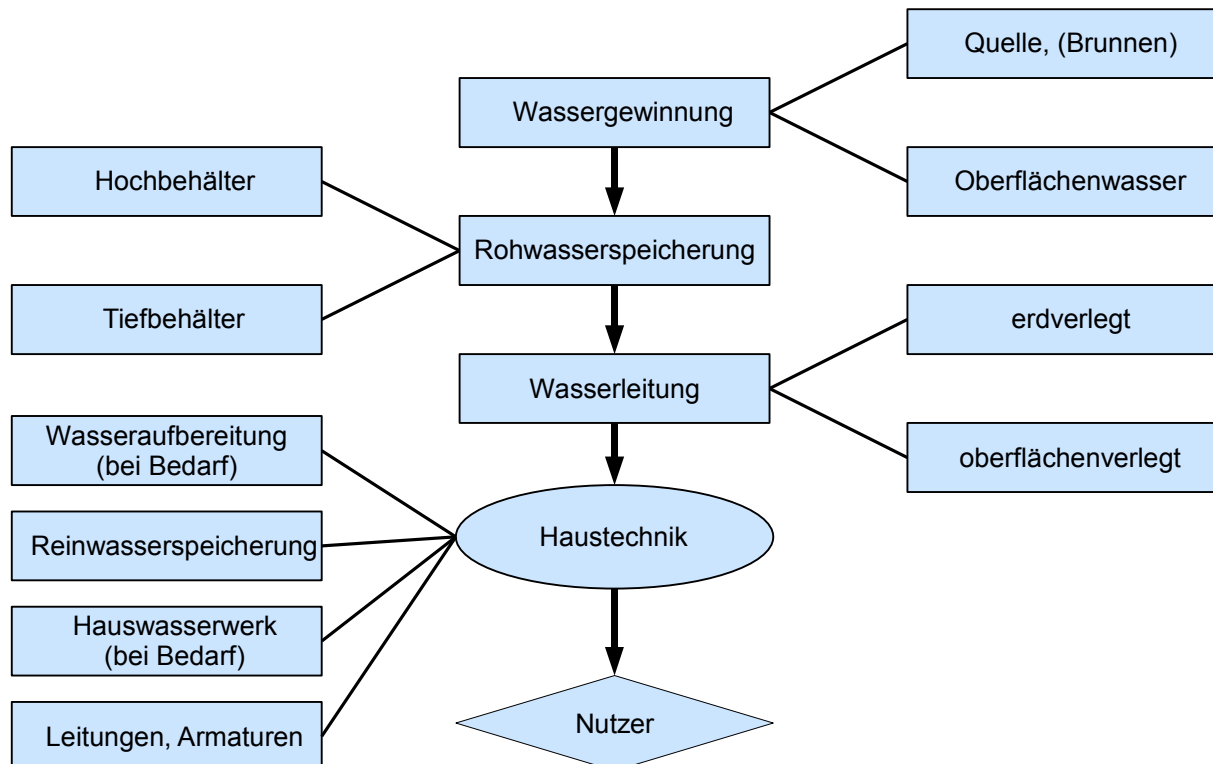 Quelle, (Brunnen)
Wassergewinnung
Oberflächenwasser
Hochbehälter
Rohwasserspeicherung
Tiefbehälter
erdverlegt
Wasserleitung
oberflächenverlegt
Wasseraufbereitung
(bei Bedarf)
Reinwasserspeicherung
Haustechnik
Hauswasserwerk
(bei Bedarf)
Leitungen, Armaturen
Nutzer